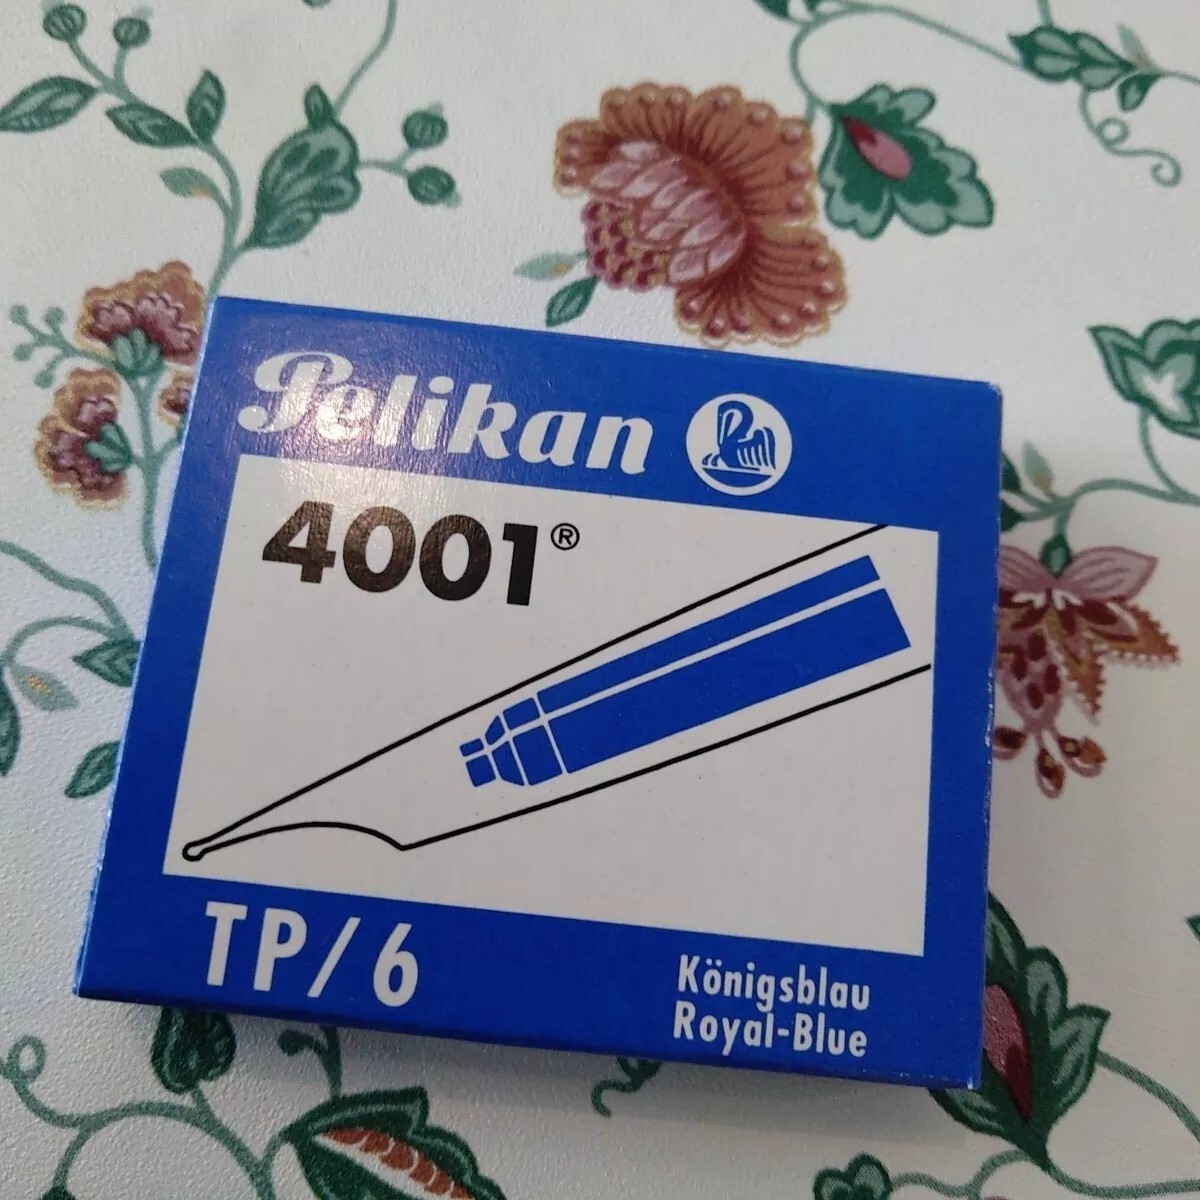 Pelikan
4001®
TP/6
Königsblau
Royal-Blue